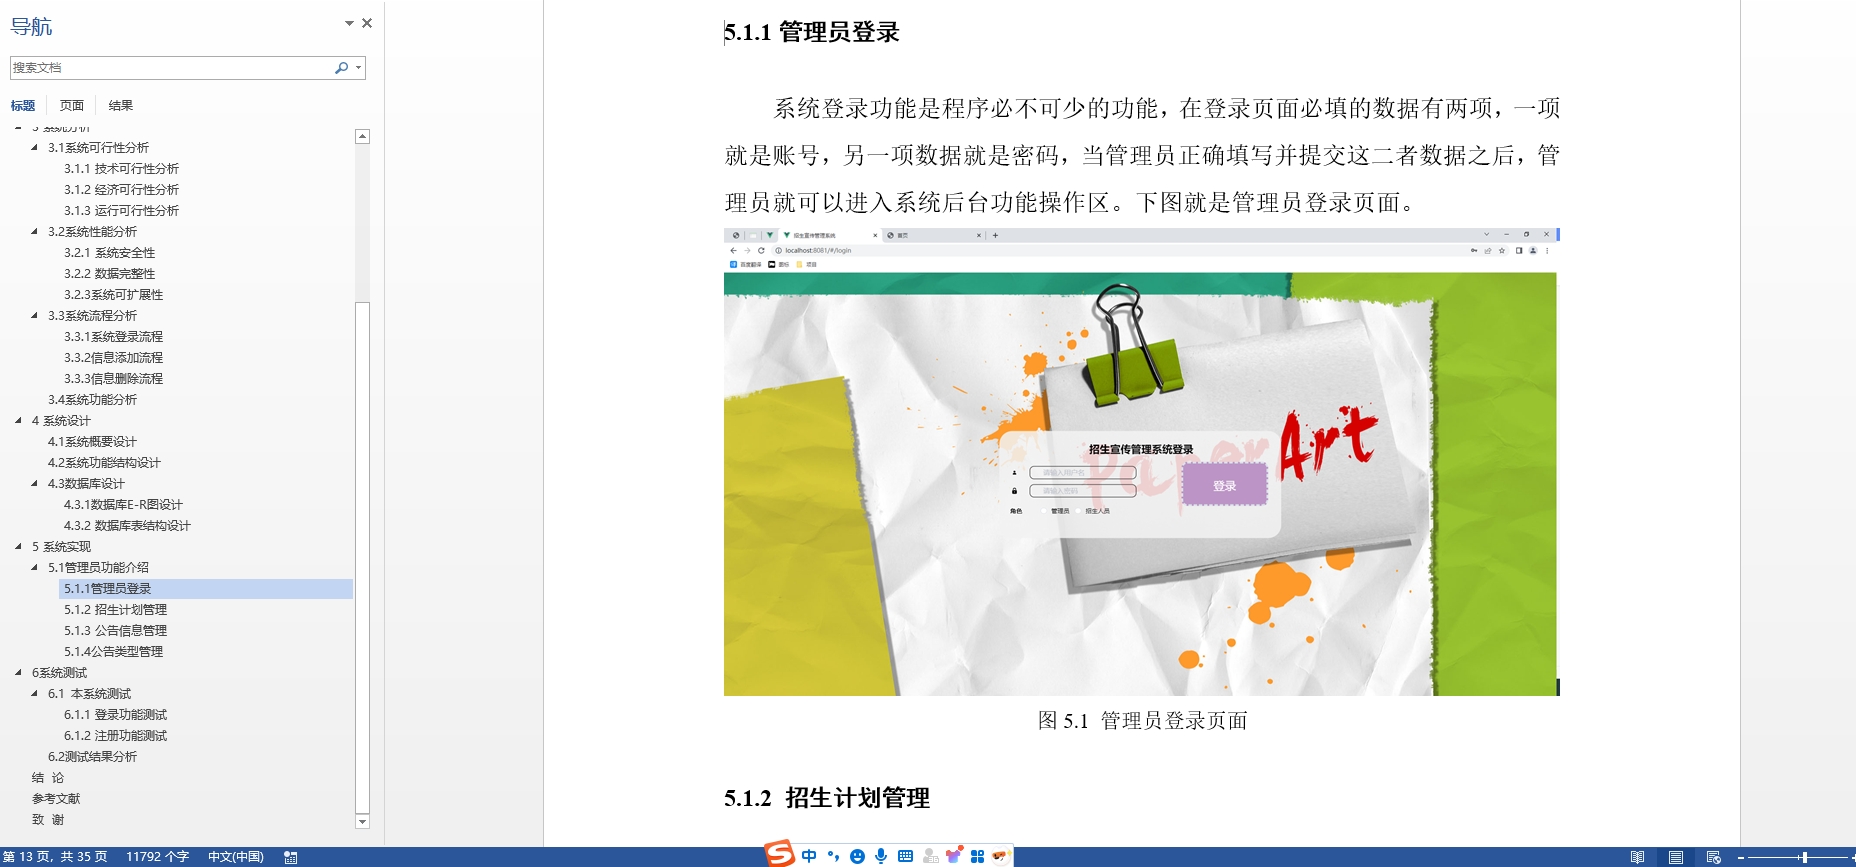 导航
搜索文档
标题 页面 结果
3 系统分析
3.1系统可行性分析
3.1.1 技术可行性分析
3.1.2 经济可行性分析
3.1.3 运行可行性分析
3.2系统性能分析
3.2.1 系统安全性
3.2.2 数据完整性
3.2.3系统可扩展性
3.3系统流程分析
3.3.1系统登录流程
3.3.2信息添加流程
3.3.3信息删除流程
3.4系统功能分析
4 系统设计
4.1系统概要设计
4.2系统功能结构设计
4.3数据库设计
4.3.1数据库E-R图设计
4.3.2 数据库表结构设计
5 系统实现
5.1管理员功能介绍
5.1.1管理员登录
5.1.2 招生计划管理
5.1.3 公告信息管理
5.1.4公告类型管理
6系统测试
6.1 本系统测试
6.1.1 登录功能测试
6.1.2 注册功能测试
6.2测试结果分析
结 论
参考文献
致 谢
5.1.1 管理员登录
系统登录功能是程序必不可少的功能，在登录页面必填的数据有两项，一项
就是账号，另一项数据就是密码，当管理员正确填写并提交这二者数据之后，管
理员就可以进入系统后台功能操作区。下图就是管理员登录页面。
招生宣传管理系统 首页
localhost:8081/#/login
百度翻译 图标 项目
Paper Art
招生宣传管理系统登录
请输入用户名
请输入密码
登录
角色 管理员 招生人员
图 5.1 管理员登录页面
5.1.2 招生计划管理
第 13 页，共 35 页 11792 个字 中文(中国)
中